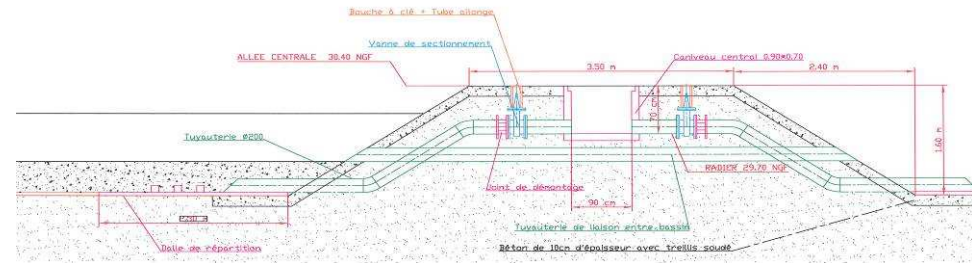 Bouche à clé + Tube allonge
Vanne de sectionnement
ALLEE CENTRALE 30.40 NGF
3.50 m
Caniveau central 0.90*0.70
2.40 m
70 cm
1.60 m
Tuyauterie Ø200
RADIER 29.70 NGF
Joint de démontage
90 cm
Tuyauterie de liaison entre bassin
Dalle de répartition
Béton de 10cm d'épaisseur avec treillis soudé